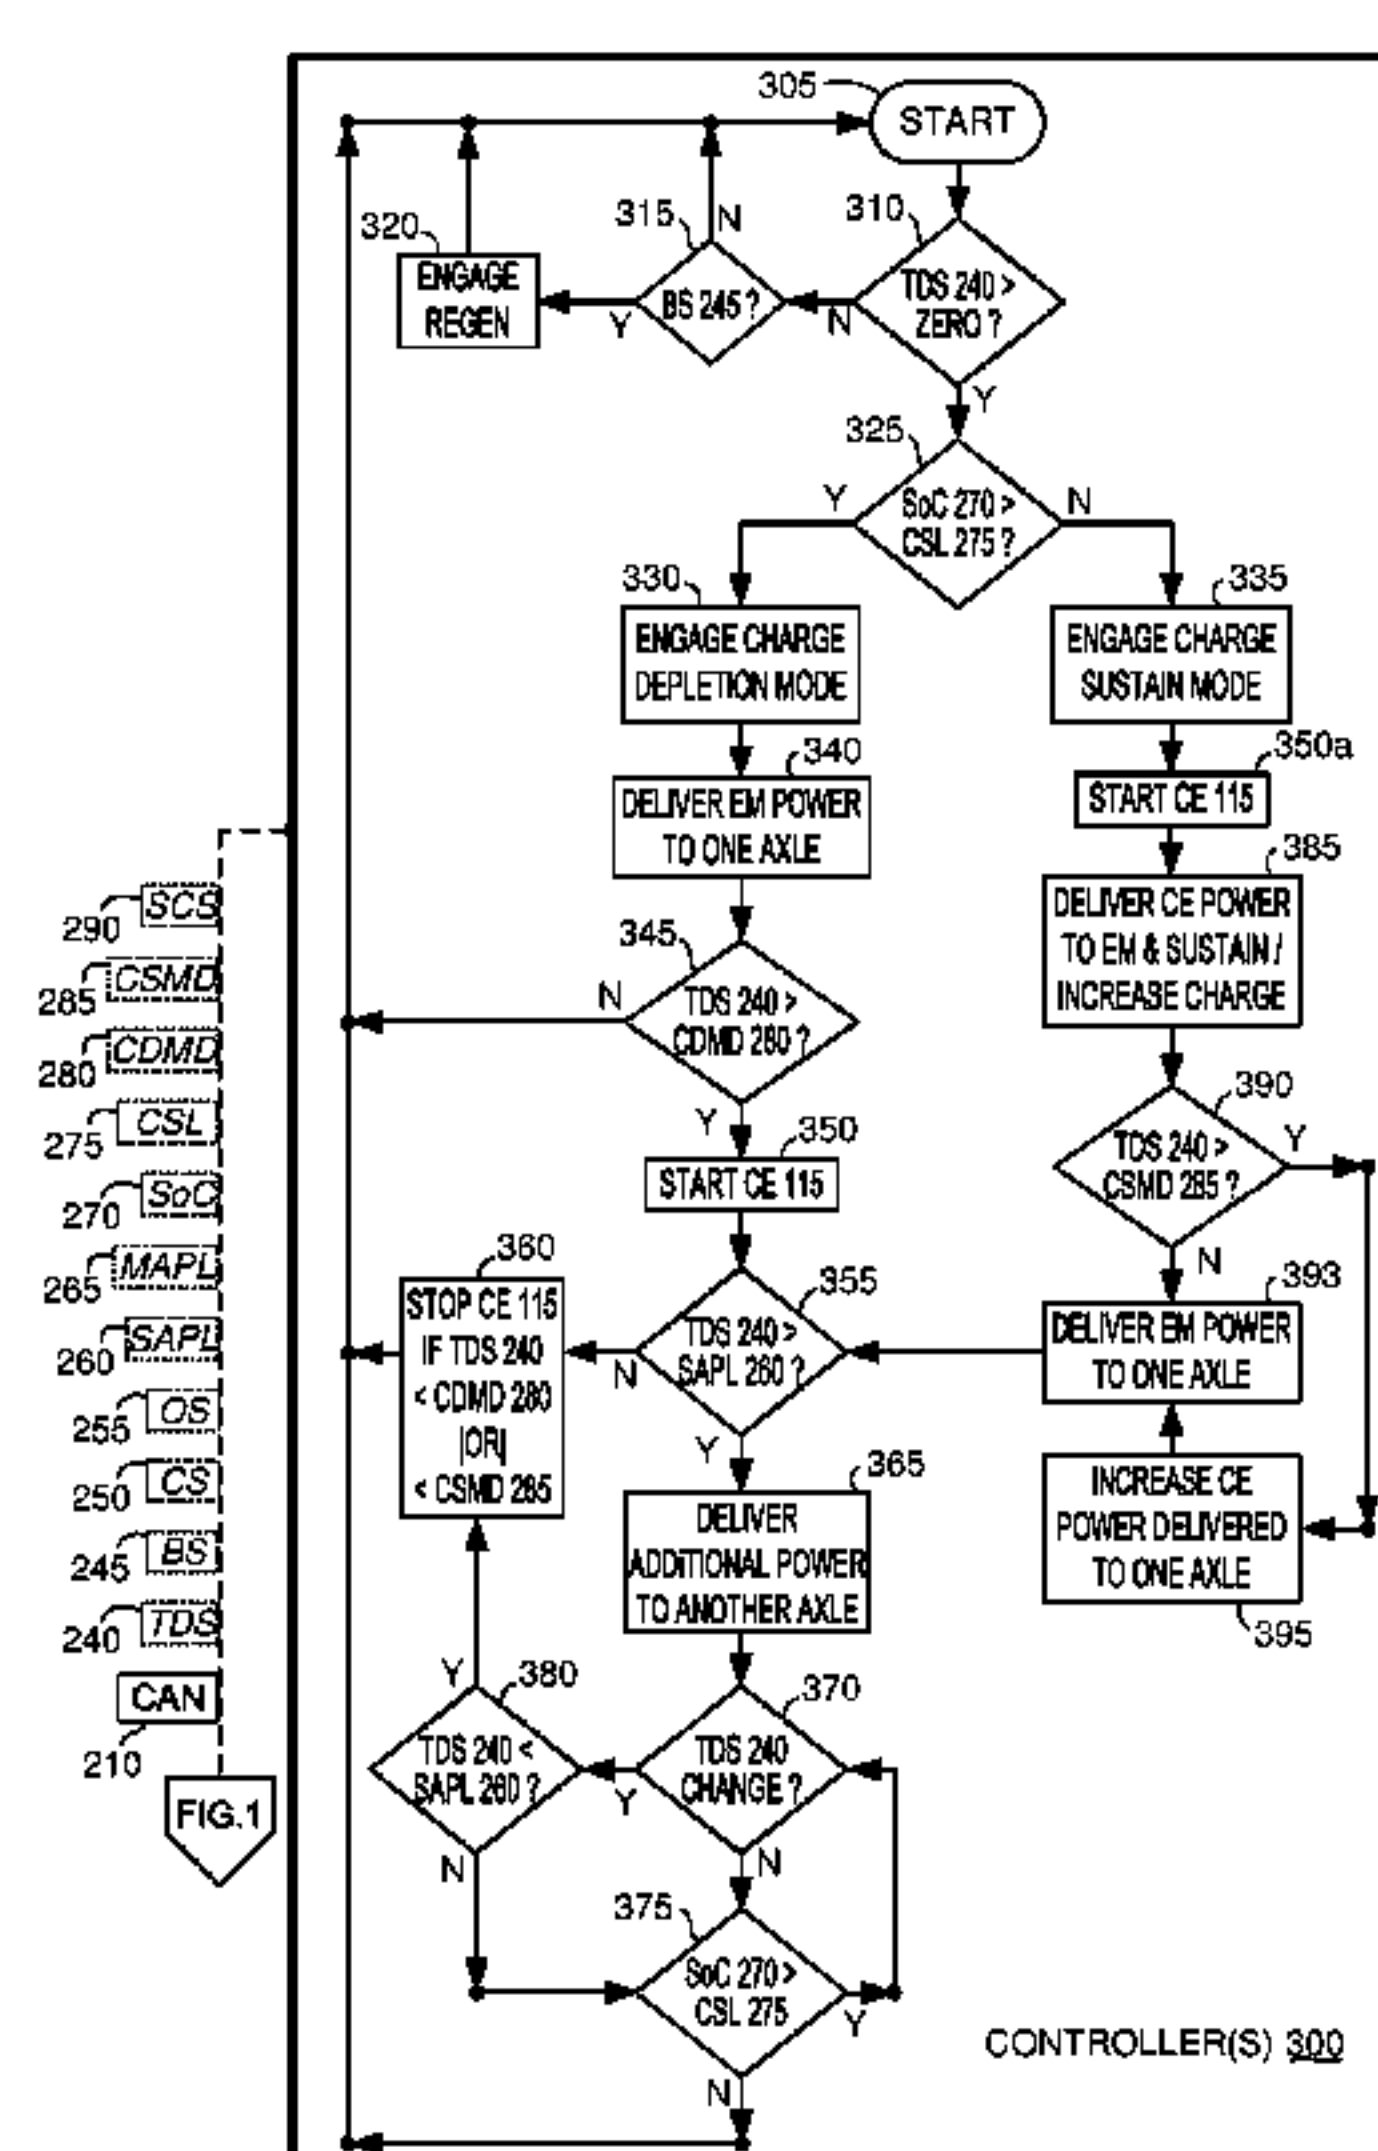 305
START
310
TDS 240 >
ZERO ?
N
Y
315
BS 245 ?
N
Y
320
ENGAGE
REGEN
325
SoC 270 >
CSL 275 ?
Y
N
330
ENGAGE CHARGE
DEPLETION MODE
335
ENGAGE CHARGE
SUSTAIN MODE
340
DELIVER EM POWER
TO ONE AXLE
350a
START CE 115
385
DELIVER CE POWER
TO EM & SUSTAIN /
INCREASE CHARGE
345
TDS 240 >
CDMD 280 ?
N
Y
350
START CE 115
390
TDS 240 >
CSMD 285 ?
Y
N
393
DELIVER EM POWER
TO ONE AXLE
395
INCREASE CE
POWER DELIVERED
TO ONE AXLE
355
TDS 240 >
SAPL 260 ?
N
Y
360
STOP CE 115
IF TDS 240
< CDMD 280
|OR|
< CSMD 285
365
DELIVER
ADDITIONAL POWER
TO ANOTHER AXLE
370
TDS 240
CHANGE ?
Y
N
380
TDS 240 <
SAPL 260 ?
Y
N
375
SoC 270 >
CSL 275
Y
N
290
SCS
285
CSMD
280
CDMD
275
CSL
270
SoC
265
MAPL
260
SAPL
255
OS
250
CS
245
BS
240
TDS
CAN
210
FIG.1
CONTROLLER(S) 300